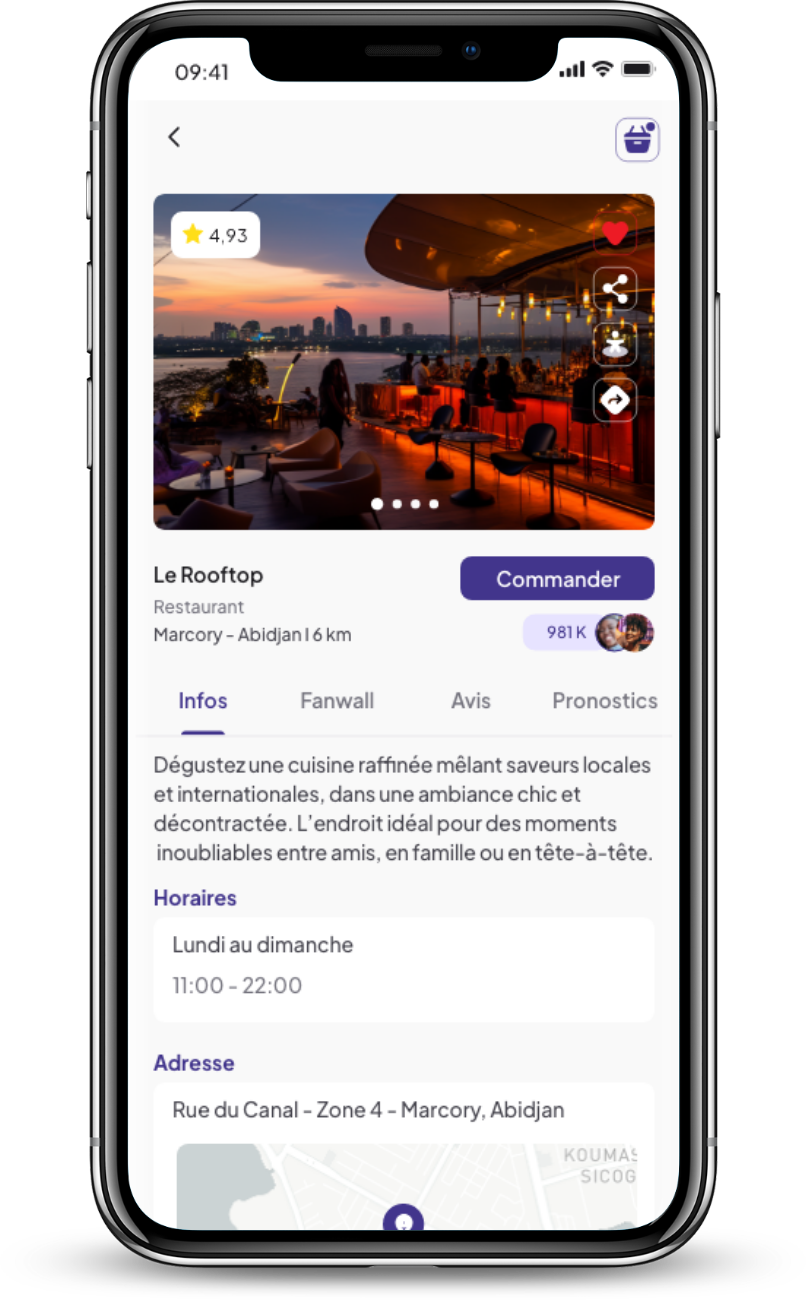 09:41
4,93
Le Rooftop
Commander
Restaurant
Marcory - Abidjan I 6 km
981 K
Infos
Fanwall
Avis
Pronostics
Dégustez une cuisine raffinée mêlant saveurs locales
et internationales, dans une ambiance chic et
décontractée. L'endroit idéal pour des moments
inoubliables entre amis, en famille ou en tête-à-tête.
Horaires
Lundi au dimanche
11:00 - 22:00
Adresse
Rue du Canal - Zone 4 - Marcory, Abidjan
KOUMAS
SICOG